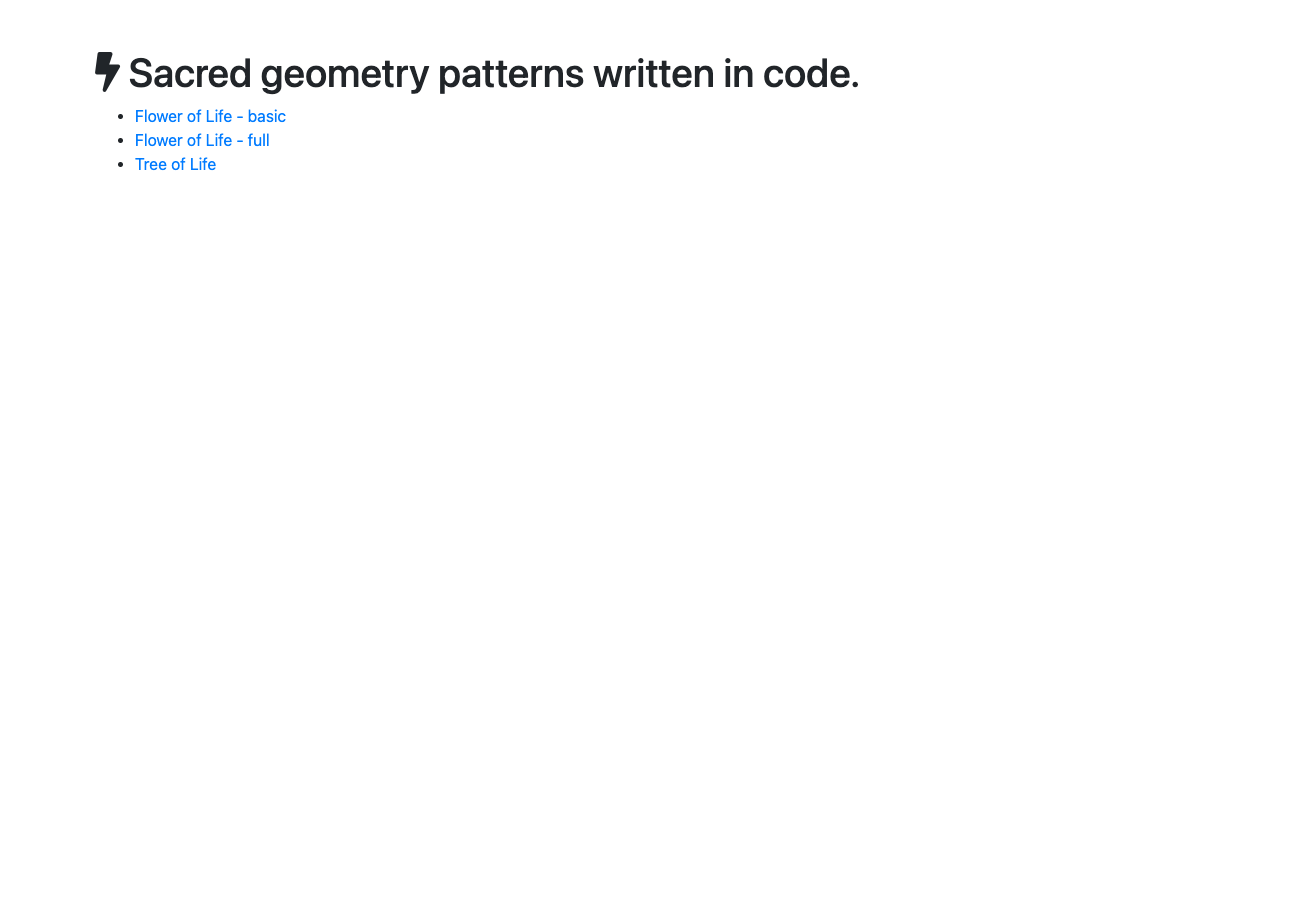 Sacred geometry patterns written in code.
Flower of Life - basic
Flower of Life - full
Tree of Life